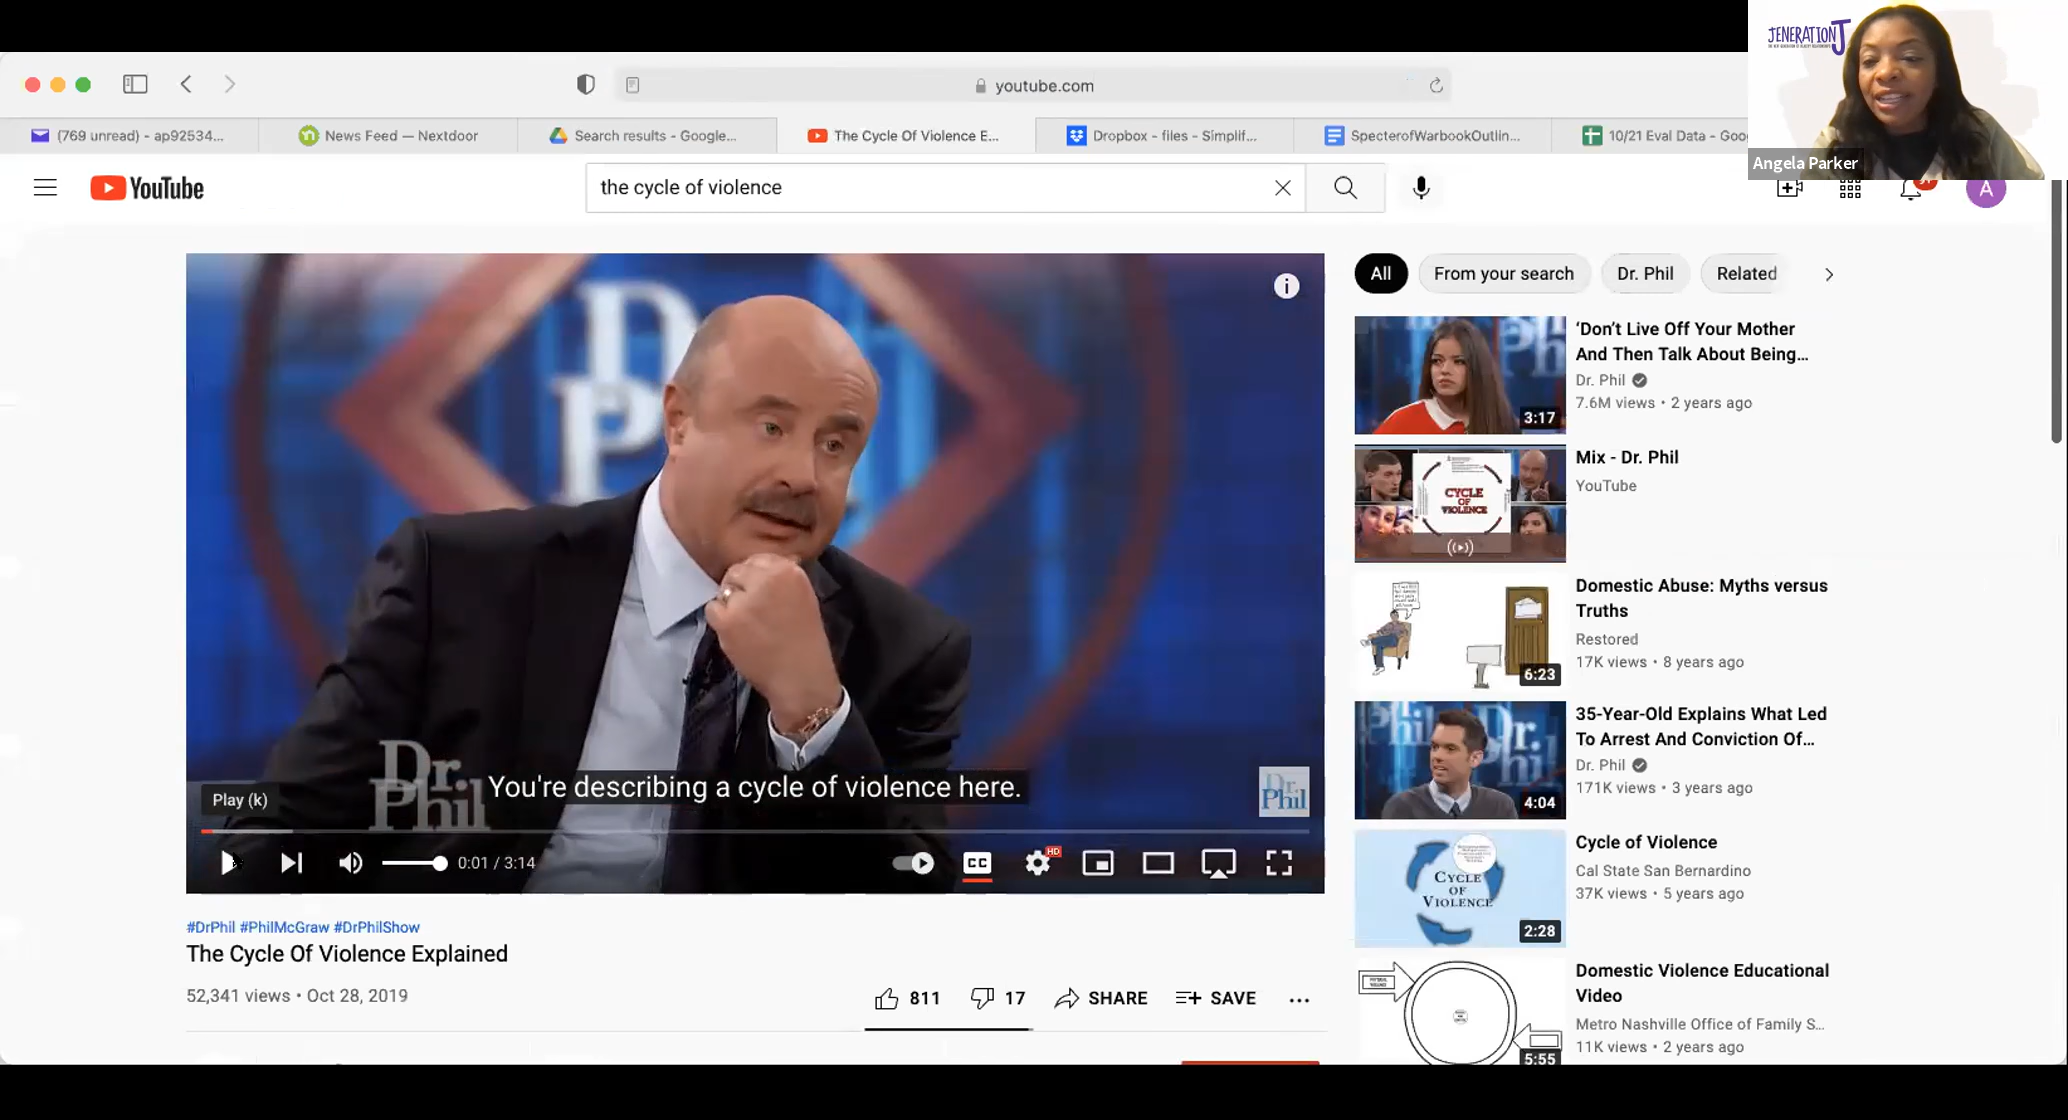 JENERATIONJ
Angela Parker
youtube.com
(769 unread) - ap92534...
News Feed — Nextdoor
Search results - Google...
The Cycle Of Violence E...
Dropbox - files - Simplif...
SpecterofWarbookOutlin...
10/21 Eval Data - Goo
YouTube
the cycle of violence
A
Dr.
Phil
You're describing a cycle of violence here.
Dr.
Phil
Dr.
Phil
Play (k)
0:01 / 3:14
CC
HD
#DrPhil #PhilMcGraw #DrPhilShow
The Cycle Of Violence Explained
52,341 views • Oct 28, 2019
811
17
SHARE
SAVE
All
From your search
Dr. Phil
Related
3:17
‘Don’t Live Off Your Mother
And Then Talk About Being...
Dr. Phil
7.6M views • 2 years ago
CYCLE
OF
VIOLENCE
Mix - Dr. Phil
YouTube
6:23
Domestic Abuse: Myths versus
Truths
Restored
17K views • 8 years ago
4:04
35-Year-Old Explains What Led
To Arrest And Conviction Of...
Dr. Phil
171K views • 3 years ago
CYCLE
OF
VIOLENCE
2:28
Cycle of Violence
Cal State San Bernardino
37K views • 5 years ago
5:55
Domestic Violence Educational
Video
Metro Nashville Office of Family S...
11K views • 2 years ago